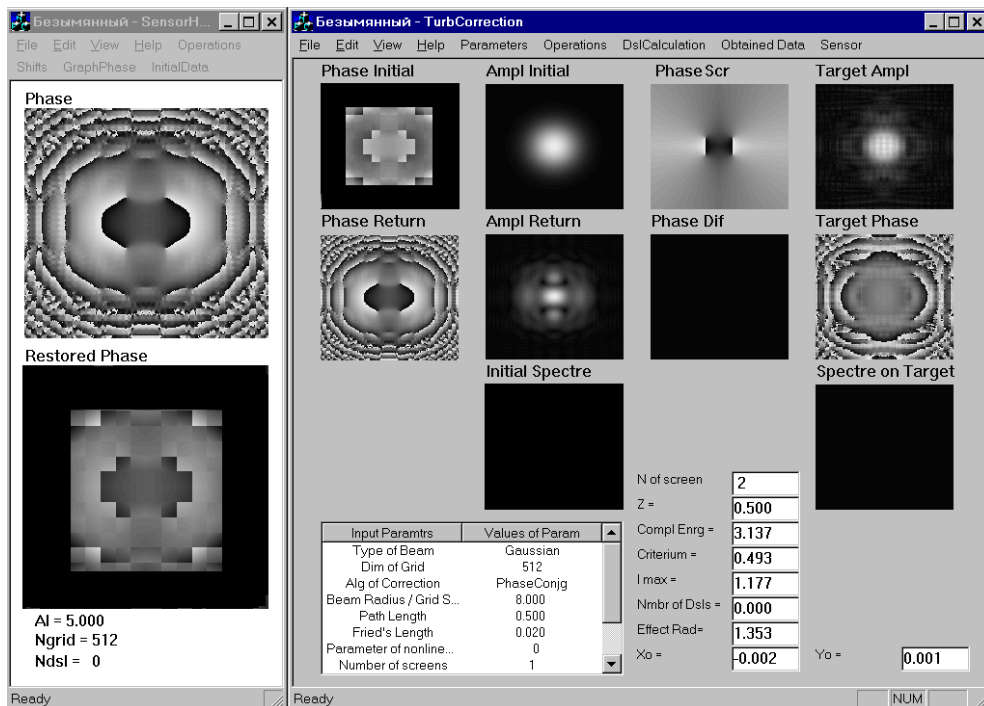 Безымянный - SensorH...
File Edit View Help Operations
Shifts GraphPhase InitialData
Phase
Restored Phase
Al = 5.000
Ngrid = 512
Ndsl = 0
Ready
Безымянный - TurbCorrection
File Edit View Help Parameters Operations DslCalculation Obtained Data Sensor
Phase Initial Ampl Initial Phase Scr Target Ampl
Phase Return Ampl Return Phase Dif Target Phase
Initial Spectre Spectre on Target
Input Paramtrs Values of Param
Type of Beam Gaussian
Dim of Grid 512
Alg of Correction PhaseConjg
Beam Radius / Grid S... 8.000
Path Length 0.500
Fried's Length 0.020
Parameter of nonline... 0
Number of screens 1
N of screen 2
Z = 0.500
Compl Enrg = 3.137
Criterium = 0.493
I max = 1.177
Nmbr of Dsls = 0.000
Effect Rad= 1.353
Xo = -0.002 Yo = 0.001
Ready NUM